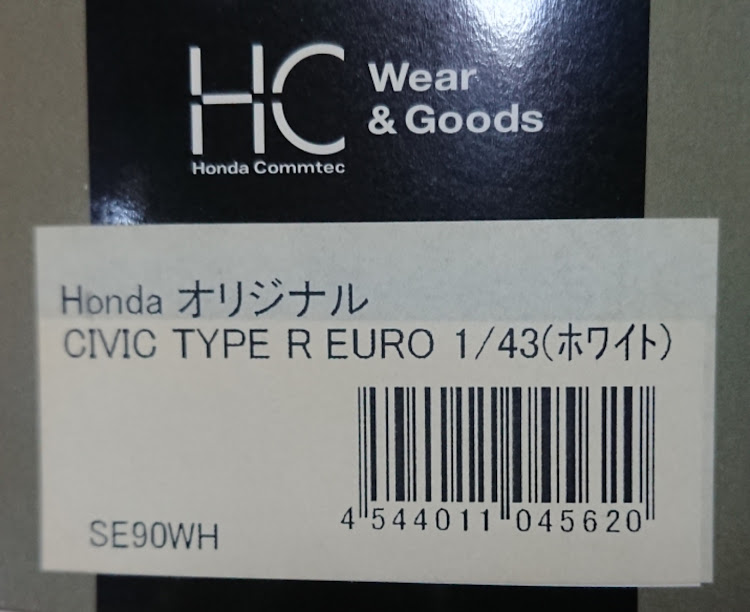 HC Wear
& Goods
Honda Commtec
Honda オリジナル
CIVIC TYPE R EURO 1/43(ホワイト)
4 544011 045620
SE90WH